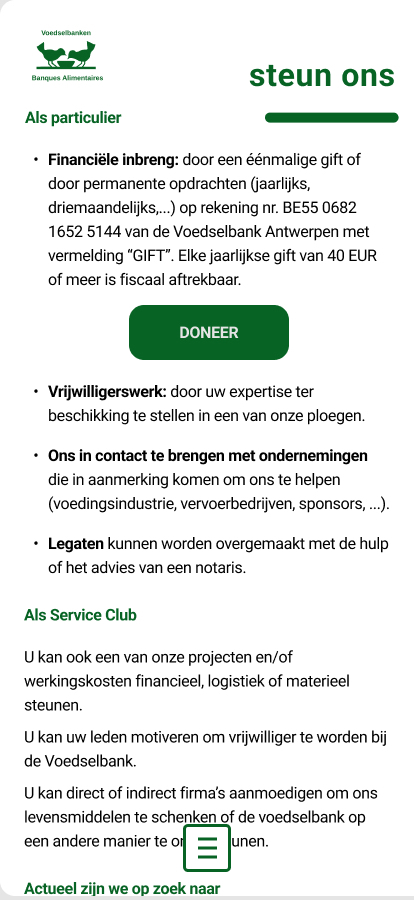 Voedselbanken
Banques Alimentaires
steun ons
Als particulier
• Financiële inbreng: door een éénmalige gift of
door permanente opdrachten (jaarlijks,
driemaandelijks,...) op rekening nr. BE55 0682
1652 5144 van de Voedselbank Antwerpen met
vermelding “GIFT”. Elke jaarlijkse gift van 40 EUR
of meer is fiscaal aftrekbaar.
DONEER
• Vrijwilligerswerk: door uw expertise ter
beschikking te stellen in een van onze ploegen.
• Ons in contact te brengen met ondernemingen
die in aanmerking komen om ons te helpen
(voedingsindustrie, vervoerbedrijven, sponsors, ...).
• Legaten kunnen worden overgemaakt met de hulp
of het advies van een notaris.
Als Service Club
U kan ook een van onze projecten en/of
werkingskosten financieel, logistiek of materieel
steunen.
U kan uw leden motiveren om vrijwilliger te worden bij
de Voedselbank.
U kan direct of indirect firma’s aanmoedigen om ons
levensmiddelen te schenken of de voedselbank op
een andere manier te
Actueel zijn we op zoek naar